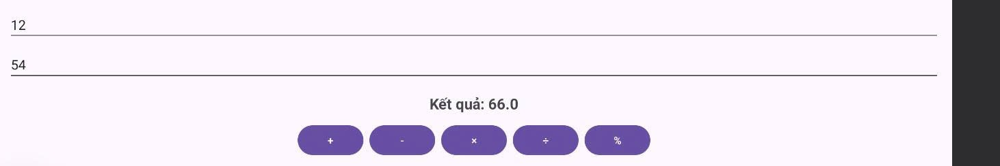 12
54
Kết quả: 66.0
+ - × ÷ %